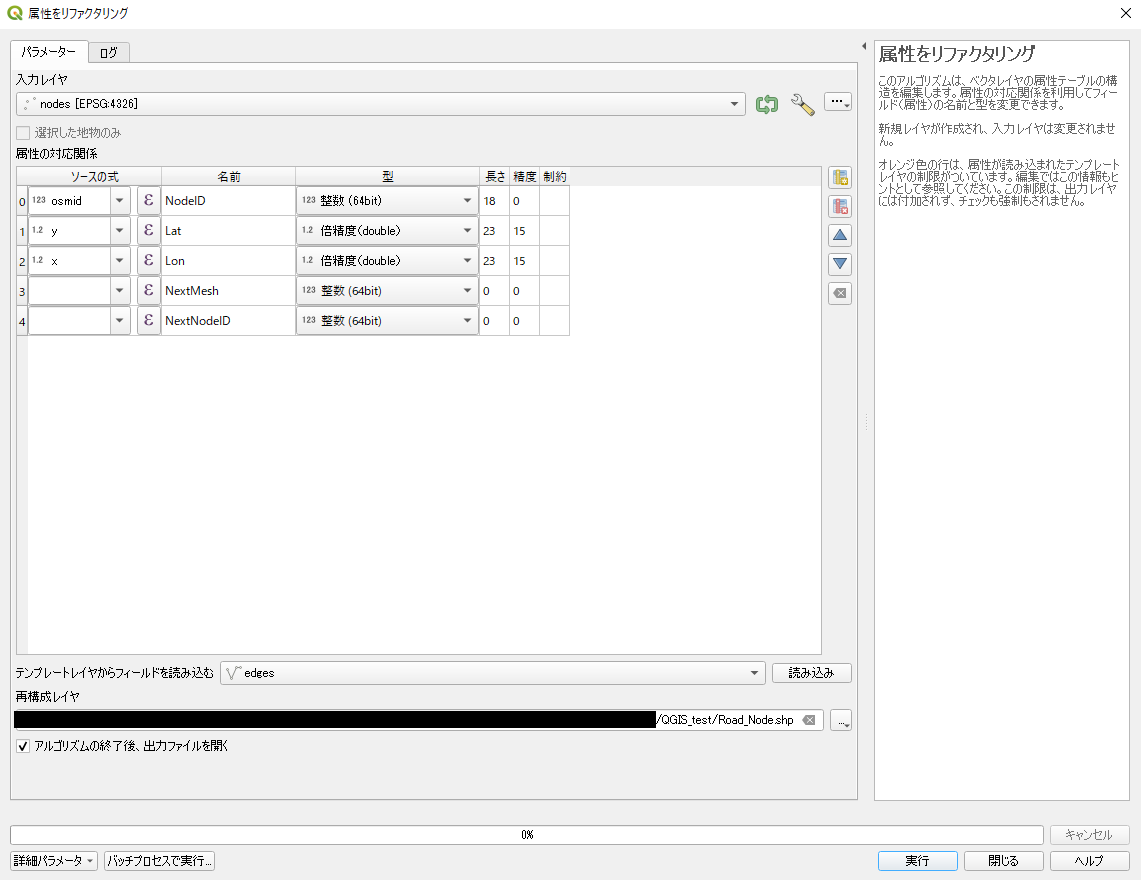 属性をリファクタリング
パラメーター ログ
入力レイヤ
nodes [EPSG:4326]
...
選択した地物のみ
属性の対応関係
ソースの式 名前 型 長さ 精度 制約
0 123 osmid ε NodeID 123 整数 (64bit) 18 0
1 1.2 y ε Lat 1.2 倍精度(double) 23 15
2 1.2 x ε Lon 1.2 倍精度(double) 23 15
3 ε NextMesh 123 整数 (64bit) 0 0
4 ε NextNodeID 123 整数 (64bit) 0 0
テンプレートレイヤからフィールドを読み込む edges 読み込み
再構成レイヤ
/QGIS_test/Road_Node.shp ...
アルゴリズムの終了後、出力ファイルを開く
属性をリファクタリング
このアルゴリズムは、ベクタレイヤの属性テーブルの構
造を編集します。属性の対応関係を利用してフィー
ルド(属性)の名前と型を変更できます。
新規レイヤが作成され、入力レイヤは変更されませ
ん。
オレンジ色の行は、属性が読み込まれたテンプレート
レイヤの制限がついています。編集ではこの情報もヒ
ントとして参照してください。この制限は、出力レイヤ
には付加されず、チェックも強制もされません。
0% キャンセル
詳細パラメータ バッチプロセスで実行... 実行 閉じる ヘルプ